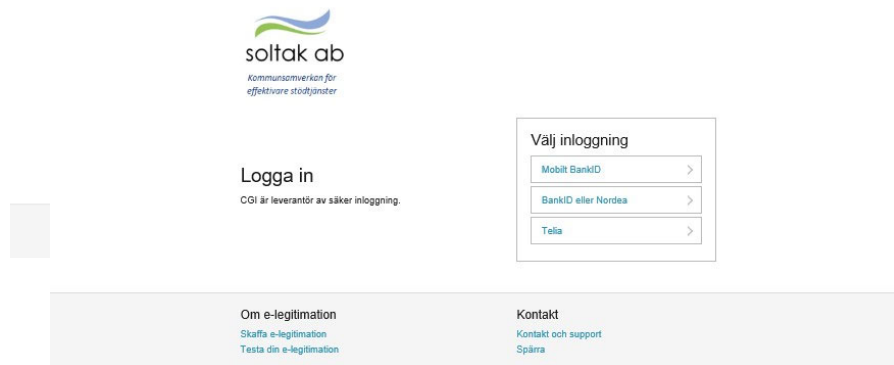 soltak ab
Kommunsamverkan för
effektivare stödtjänster
Logga in
CGI är leverantör av säker inloggning.
Välj inloggning
Mobilt BankID
BankID eller Nordea
Telia
Om e-legitimation
Skaffa e-legitimation
Testa din e-legitimation
Kontakt
Kontakt och support
Spärra